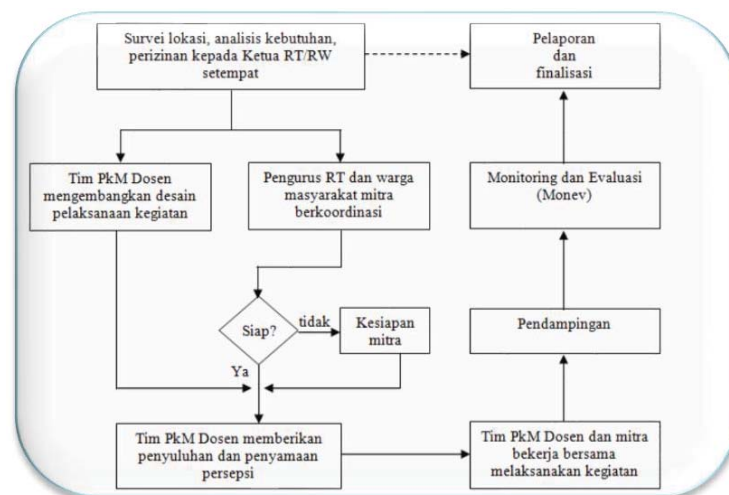 Survei lokasi, analisis kebutuhan,
perizinan kepada Ketua RT/RW
setempat
Pelaporan
dan
finalisasi
Tim PkM Dosen
mengembangkan desain
pelaksanaan kegiatan
Pengurus RT dan warga
masyarakat mitra
berkoordinasi
Monitoring dan Evaluasi
(Monev)
Siap?
tidak
Kesiapan
mitra
Pendampingan
Ya
Tim PkM Dosen memberikan
penyuluhan dan penyamaan
persepsi
Tim PkM Dosen dan mitra
bekerja bersama
melaksanakan kegiatan